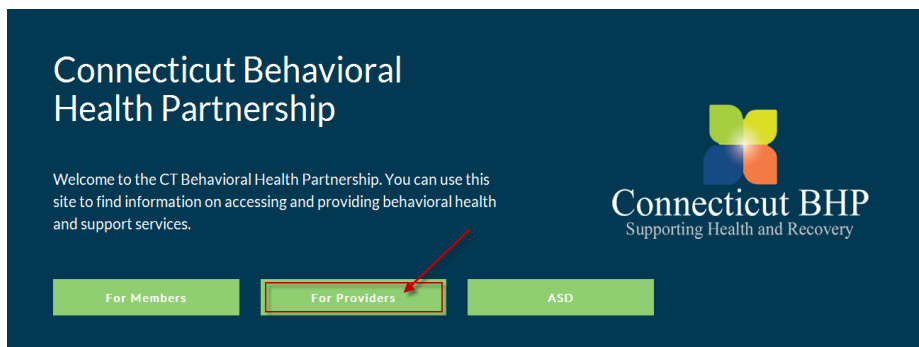 Connecticut Behavioral
Health Partnership
Welcome to the CT Behavioral Health Partnership. You can use this
site to find information on accessing and providing behavioral health
and support services.
Connecticut BHP
Supporting Health and Recovery
For Members
For Providers
ASD